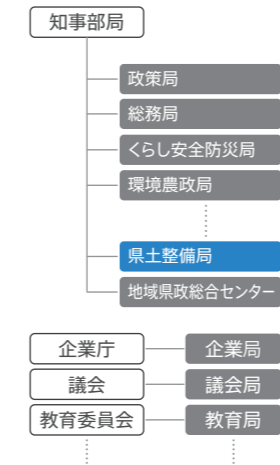 知事部局
政策局
総務局
くらし安全防災局
環境農政局
県土整備局
地域県政総合センター
企業庁 企業局
議会 議会局
教育委員会 教育局